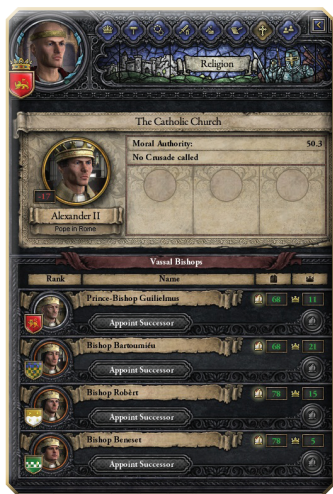 Religion
The Catholic Church
Moral Authority: 50.3
No Crusade called
-17
Alexander II
Pope in Rome
Vassal Bishops
Rank Name
Prince-Bishop Guilielmus 68 11
Appoint Successor
Bishop Bartoumiéu 68 21
Appoint Successor
Bishop Robèrt 78 15
Appoint Successor
Bishop Beneset 78 5
Appoint Successor